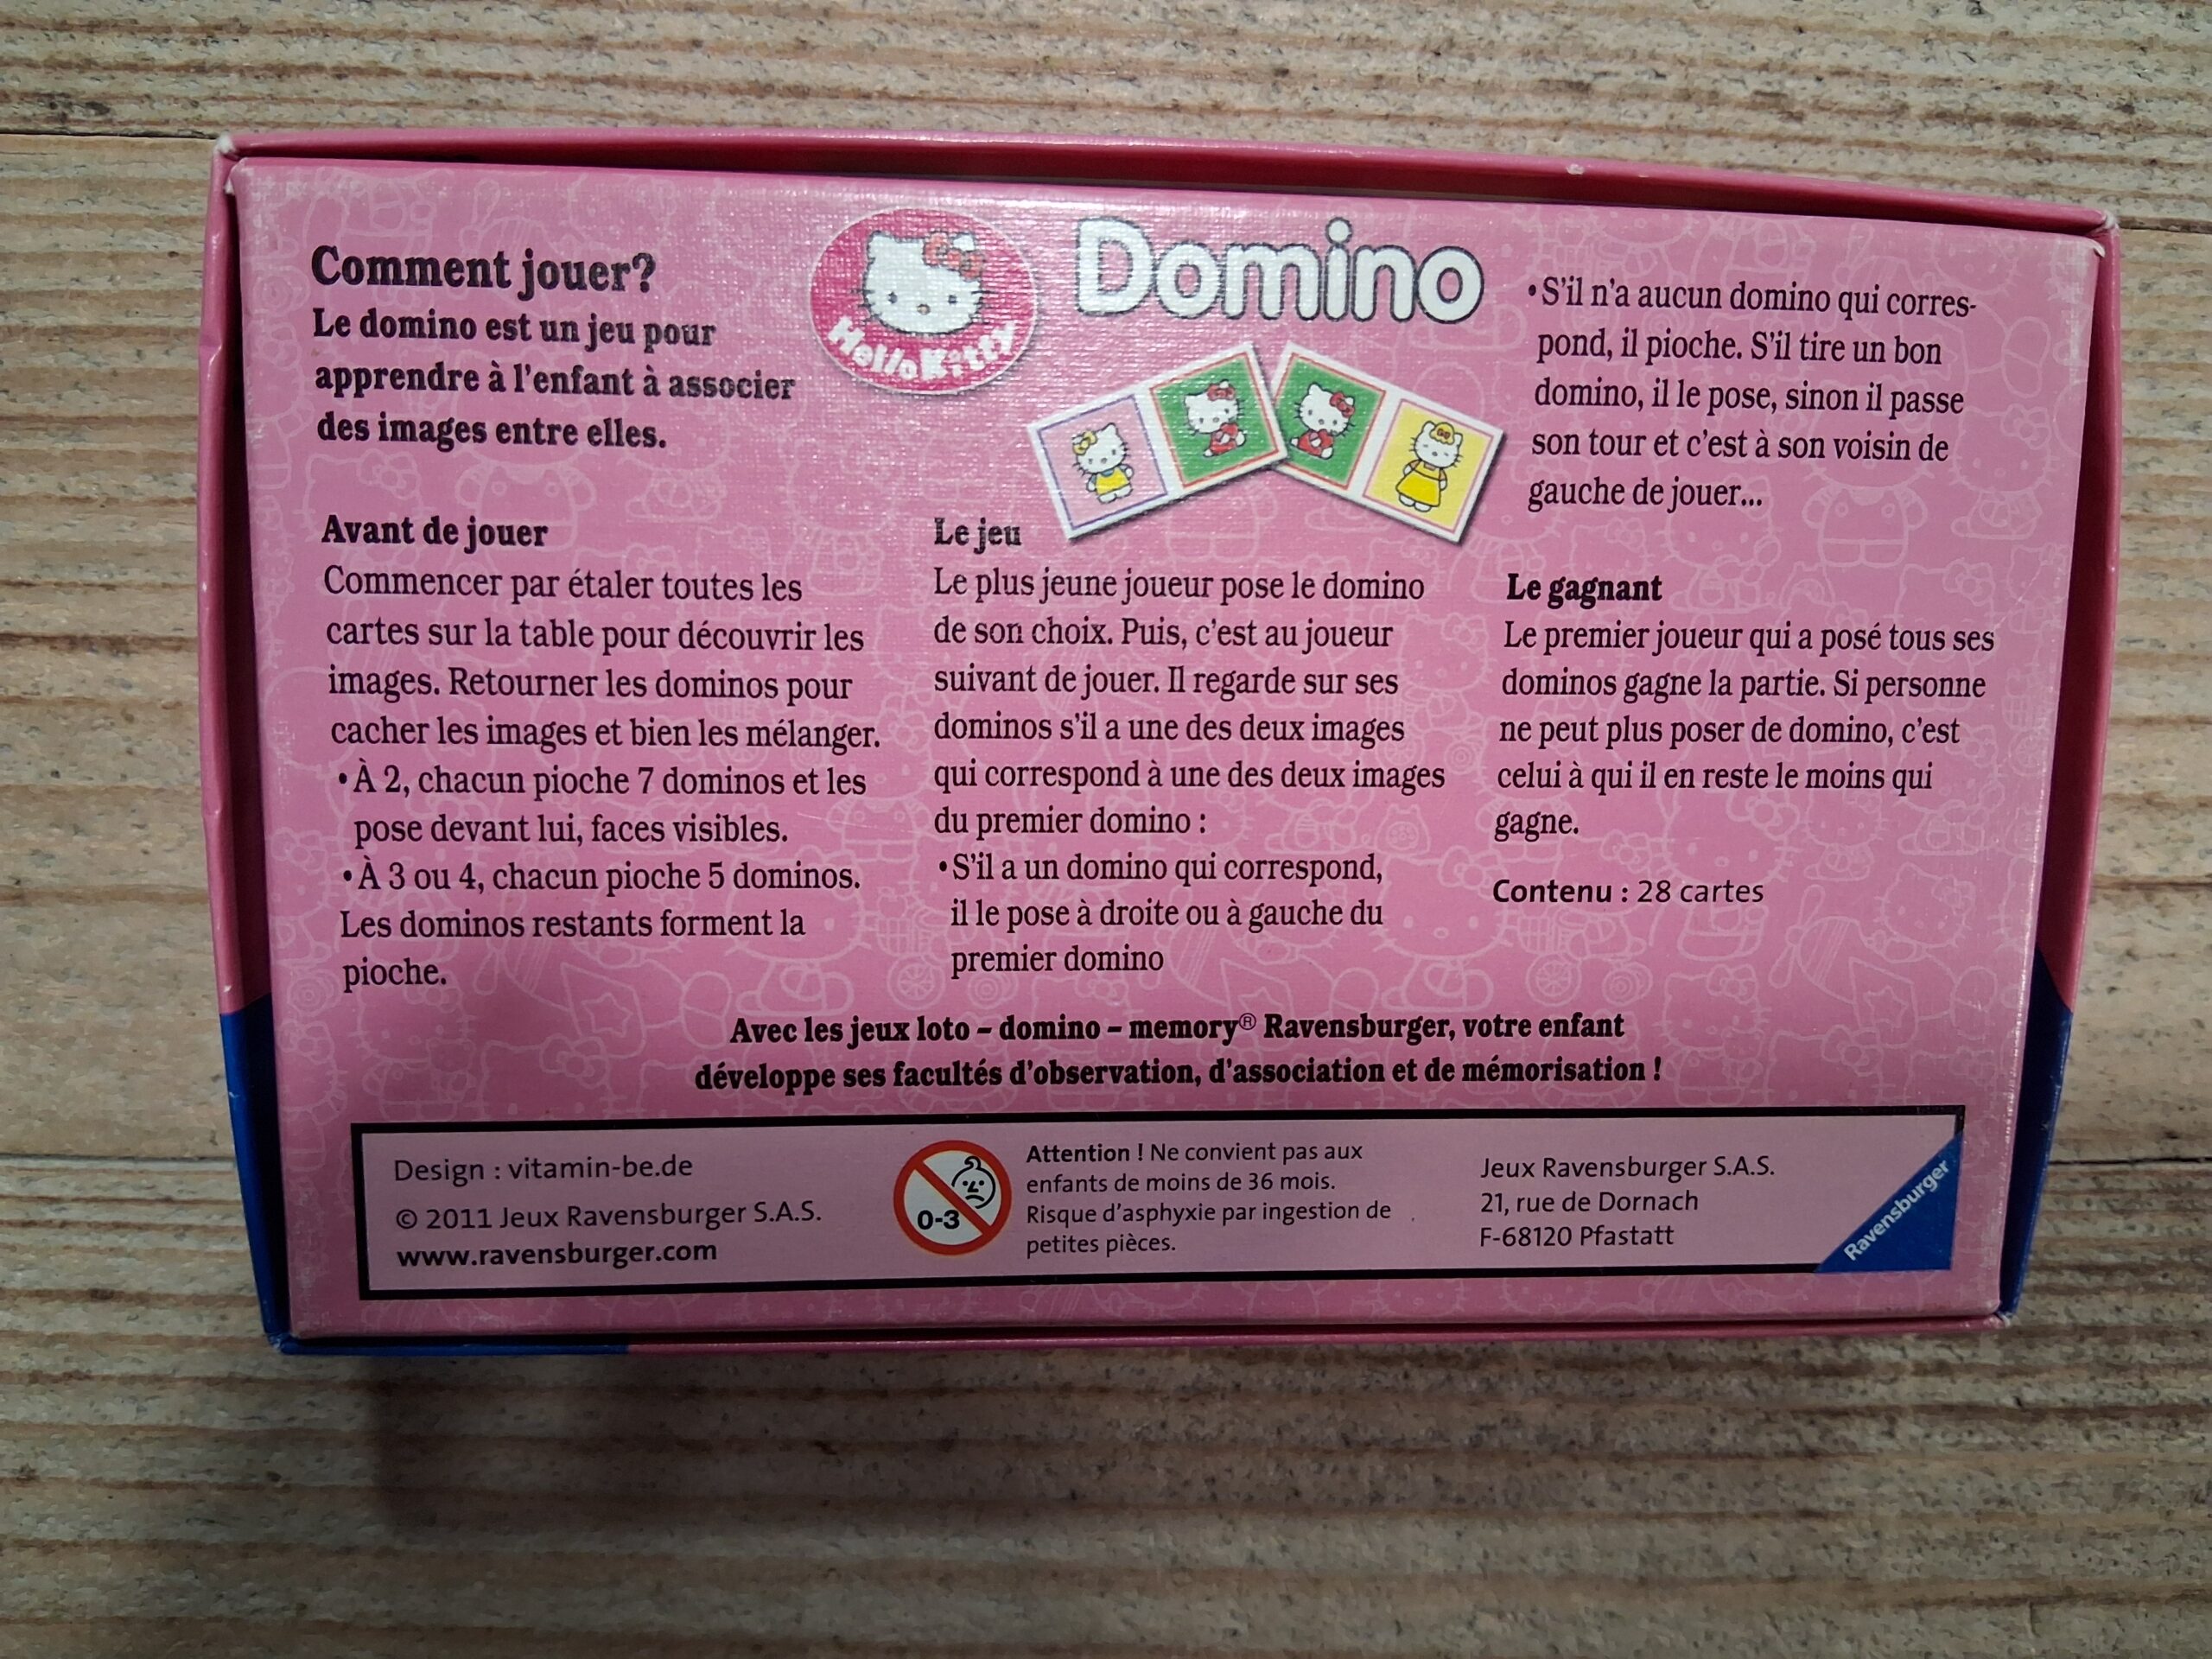 Comment jouer?
Le domino est un jeu pour
apprendre à l'enfant à associer
des images entre elles.
Hello Kitty
Domino
Avant de jouer
Commencer par étaler toutes les
cartes sur la table pour découvrir les
images. Retourner les dominos pour
cacher les images et bien les mélanger.
•À 2, chacun pioche 7 dominos et les
pose devant lui, faces visibles.
•À 3 ou 4, chacun pioche 5 dominos.
Les dominos restants forment la
pioche.
Le jeu
Le plus jeune joueur pose le domino
de son choix. Puis, c'est au joueur
suivant de jouer. Il regarde sur ses
dominos s'il a une des deux images
qui correspond à une des deux images
du premier domino :
•S'il a un domino qui correspond,
il le pose à droite ou à gauche du
premier domino
•S'il n'a aucun domino qui corres-
pond, il pioche. S'il tire un bon
domino, il le pose, sinon il passe
son tour et c'est à son voisin de
gauche de jouer...
Le gagnant
Le premier joueur qui a posé tous ses
dominos gagne la partie. Si personne
ne peut plus poser de domino, c'est
celui à qui il en reste le moins qui
gagne.
Contenu : 28 cartes
Avec les jeux loto – domino – memory® Ravensburger, votre enfant
développe ses facultés d'observation, d'association et de mémorisation !
Design : vitamin-be.de
© 2011 Jeux Ravensburger S.A.S.
www.ravensburger.com
0-3
Attention ! Ne convient pas aux
enfants de moins de 36 mois.
Risque d'asphyxie par ingestion de
petites pièces.
Jeux Ravensburger S.A.S.
21, rue de Dornach
F-68120 Pfastatt
Ravensburger